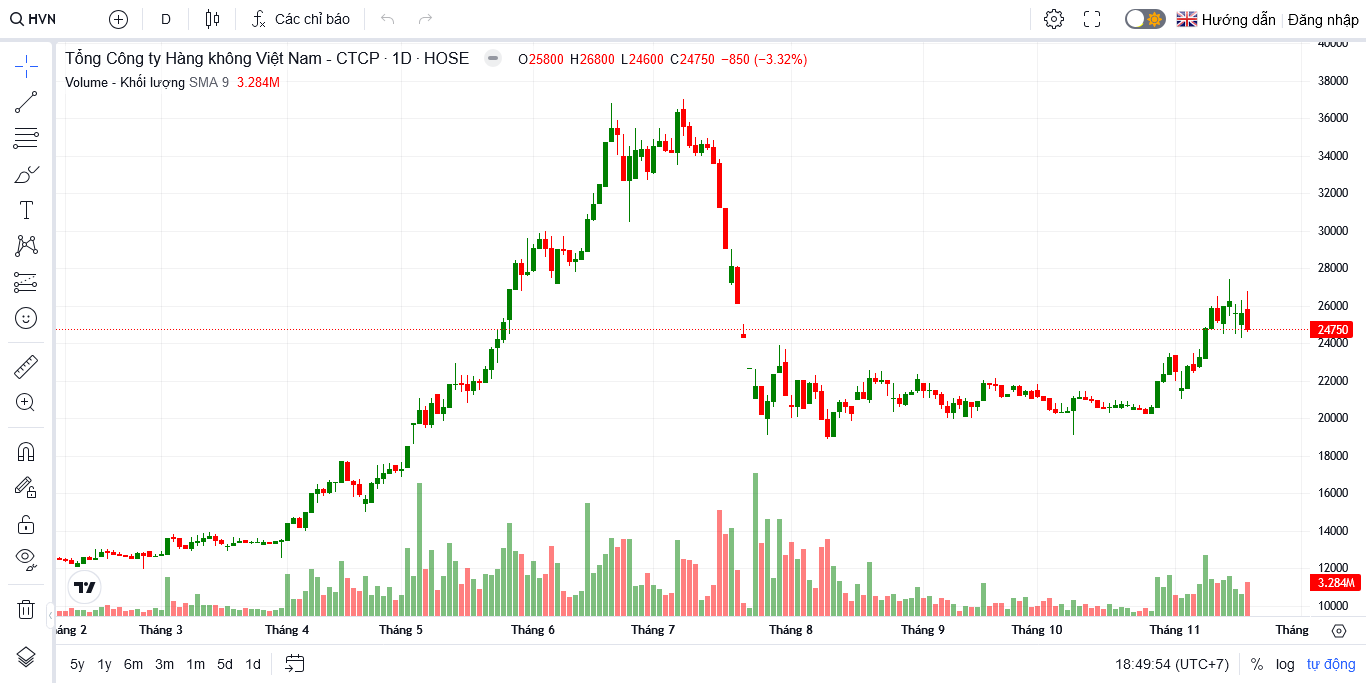 HVN D Các chỉ báo Hướng dẫn Đăng nhập
Tổng Công ty Hàng không Việt Nam - CTCP · 1D · HOSE O25800 H26800 L24600 C24750 −850 (−3.32%)
Volume - Khối lượng SMA 9 3.284M
40000
38000
36000
34000
32000
30000
28000
26000
24750
24000
22000
20000
18000
16000
14000
12000
3.284M
10000
áng 2 Tháng 3 Tháng 4 Tháng 5 Tháng 6 Tháng 7 Tháng 8 Tháng 9 Tháng 10 Tháng 11 Tháng
5y 1y 6m 3m 1m 5d 1d 18:49:54 (UTC+7) % log tự động